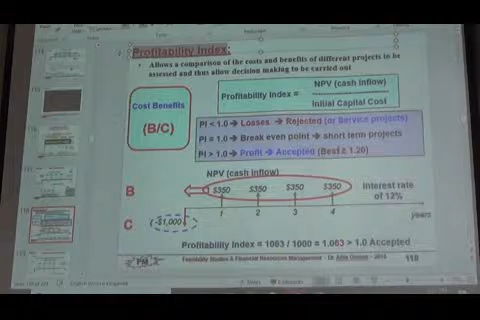 Profitability Index:
• Allows a comparison of the costs and benefits of different projects to be
assessed and thus allow decision making to be carried out
Cost Benefits
(B/C)
Profitability Index =
NPV (cash inflow)
Initial Capital Cost
PI < 1.0 → Losses → Rejected (or Service projects)
PI = 1.0 → Break even point → short term projects
PI > 1.0 → Profit → Accepted (Best ≥ 1.20)
NPV (cash inflow)
B
$350 $350 $350 $350
Interest rate
of 12%
C
(-$1,000)
1 2 3 4
years
Profitability Index = 1063 / 1000 = 1.063 > 1.0 Accepted
PM
Feasibility Studies & Financial Resources Management - Dr.
118